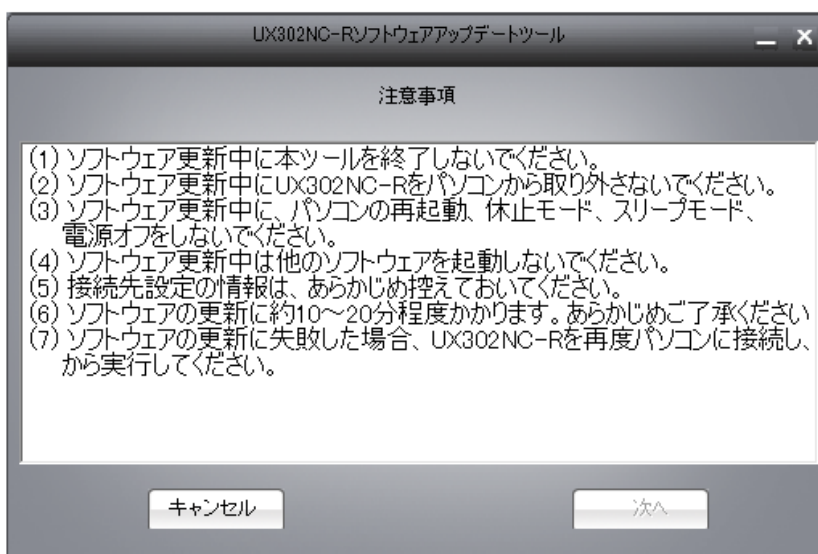 UX302NC-Rソフトウェアアップデートツール
注意事項
(1) ソフトウェア更新中に本ツールを終了しないでください。
(2) ソフトウェア更新中にUX302NC-Rをパソコンから取り外さないでください。
(3) ソフトウェア更新中に、パソコンの再起動、休止モード、スリープモード、
電源オフをしないでください。
(4) ソフトウェア更新中は他のソフトウェアを起動しないでください。
(5) 接続先設定の情報は、あらかじめ控えておいてください。
(6) ソフトウェアの更新に約10～20分程度かかります。あらかじめご了承ください
(7) ソフトウェアの更新に失敗した場合、UX302NC-Rを再度パソコンに接続し、
から実行してください。
キャンセル
次へ